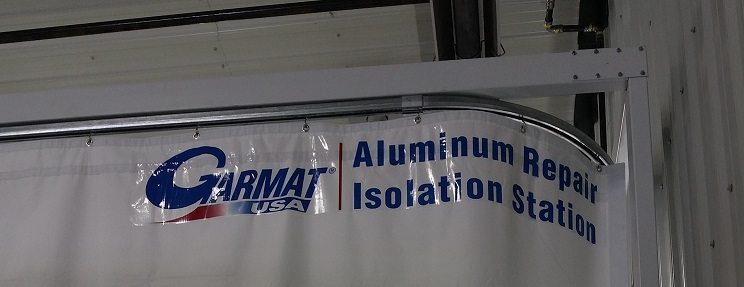 GARMAT®
USA
Aluminum Repair
Isolation Station